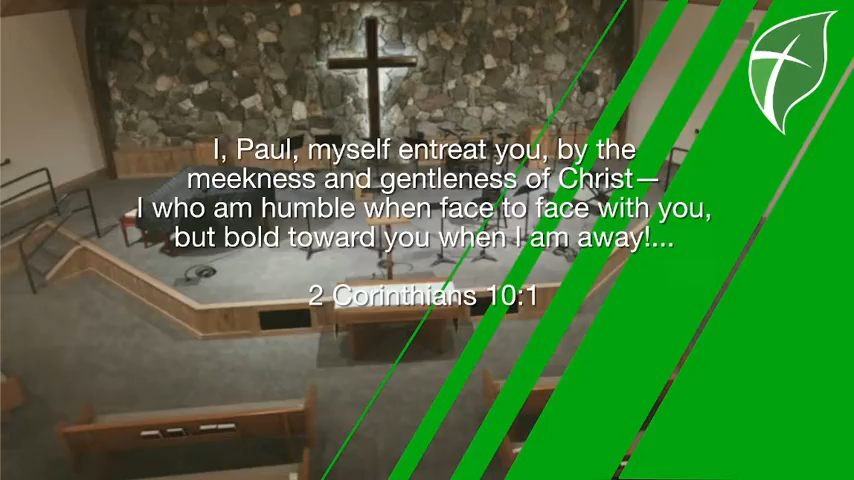 I, Paul, myself entreat you, by the
meekness and gentleness of Christ—
I who am humble when face to face with you,
but bold toward you when I am away!...
2 Corinthians 10:1